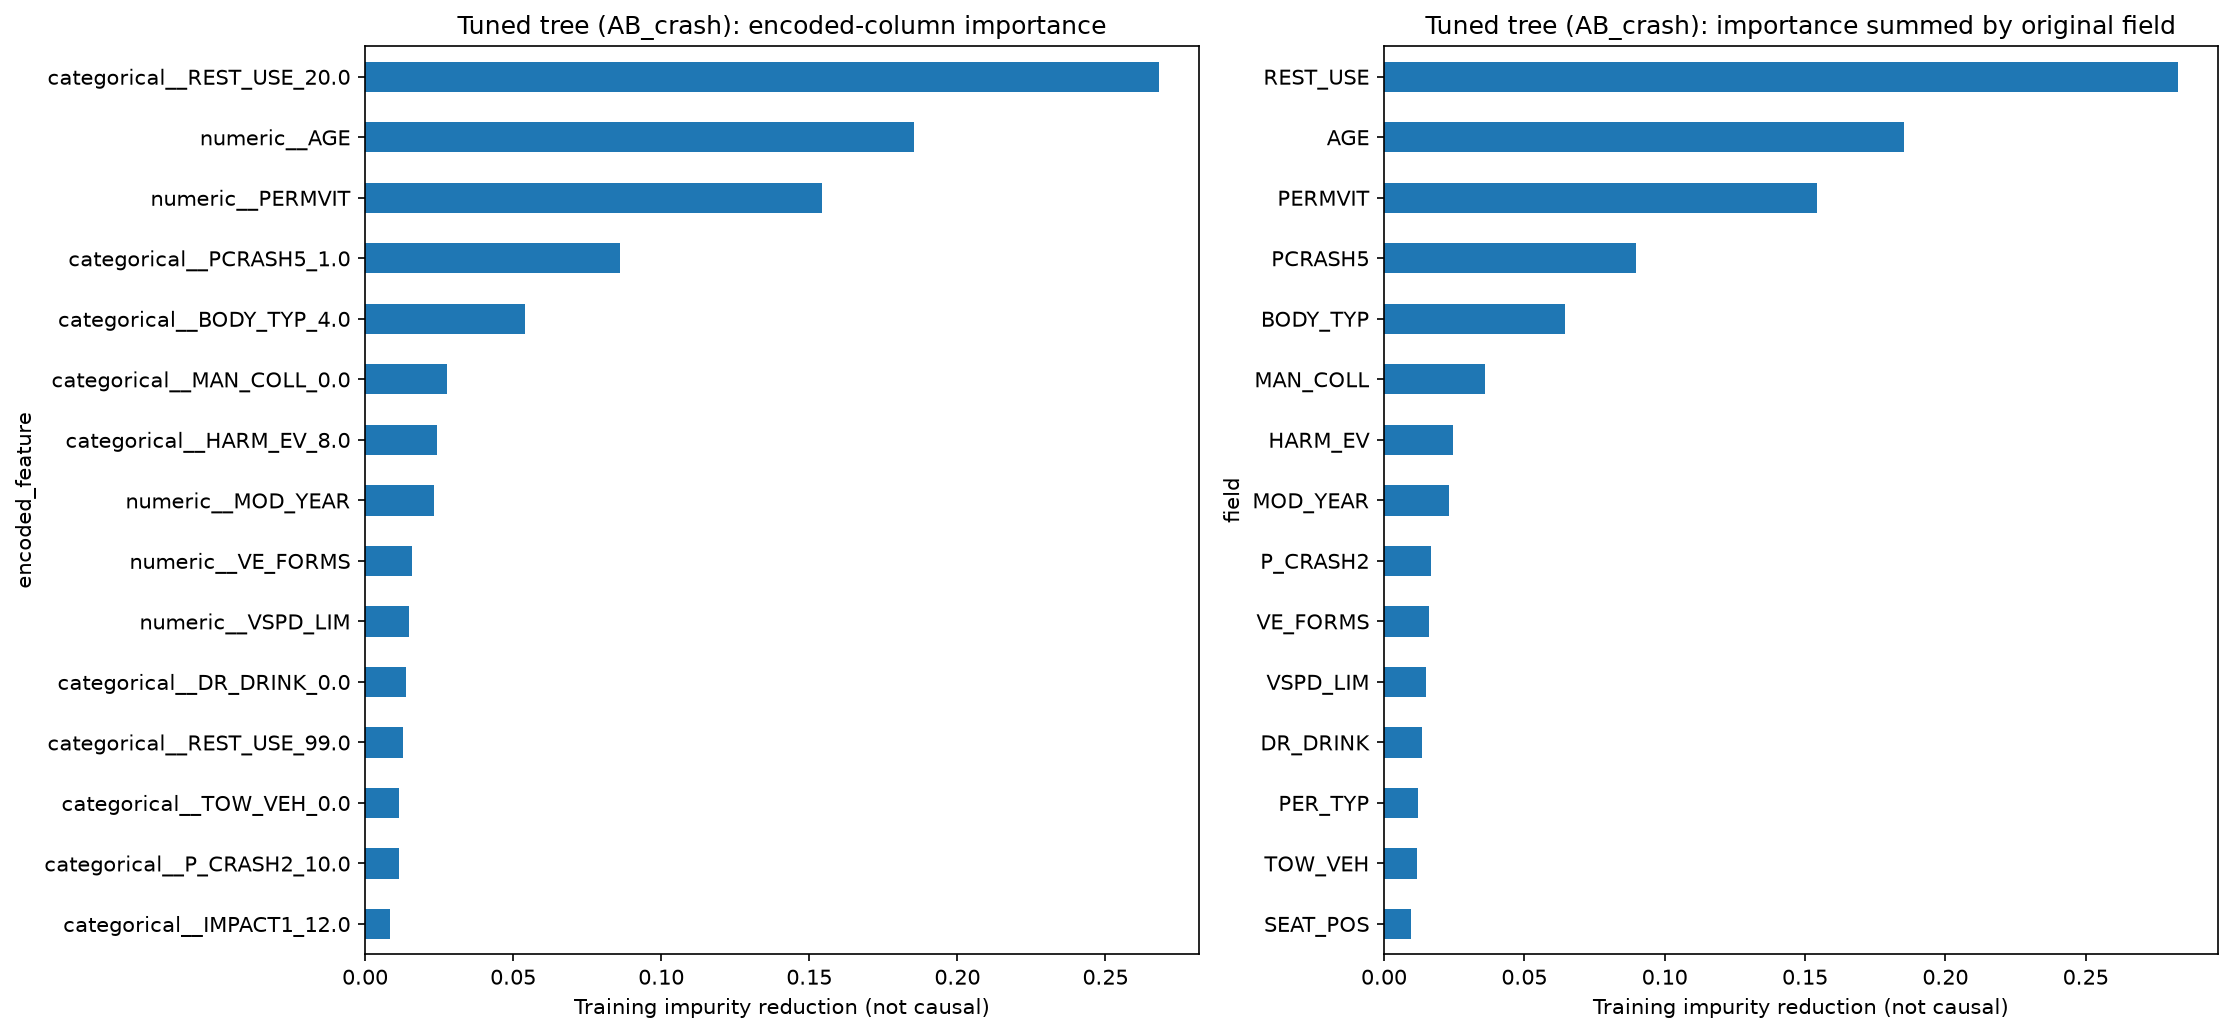 Tuned tree (AB_crash): encoded-column importance
categorical__REST_USE_20.0
numeric__AGE
numeric__PERMVIT
categorical__PCRASH5_1.0
categorical__BODY_TYP_4.0
categorical__MAN_COLL_0.0
categorical__HARM_EV_8.0
numeric__MOD_YEAR
numeric__VE_FORMS
numeric__VSPD_LIM
categorical__DR_DRINK_0.0
categorical__REST_USE_99.0
categorical__TOW_VEH_0.0
categorical__P_CRASH2_10.0
categorical__IMPACT1_12.0
encoded_feature
0.00 0.05 0.10 0.15 0.20 0.25
Training impurity reduction (not causal)
Tuned tree (AB_crash): importance summed by original field
REST_USE
AGE
PERMVIT
PCRASH5
BODY_TYP
MAN_COLL
HARM_EV
MOD_YEAR
P_CRASH2
VE_FORMS
VSPD_LIM
DR_DRINK
PER_TYP
TOW_VEH
SEAT_POS
field
0.00 0.05 0.10 0.15 0.20 0.25
Training impurity reduction (not causal)